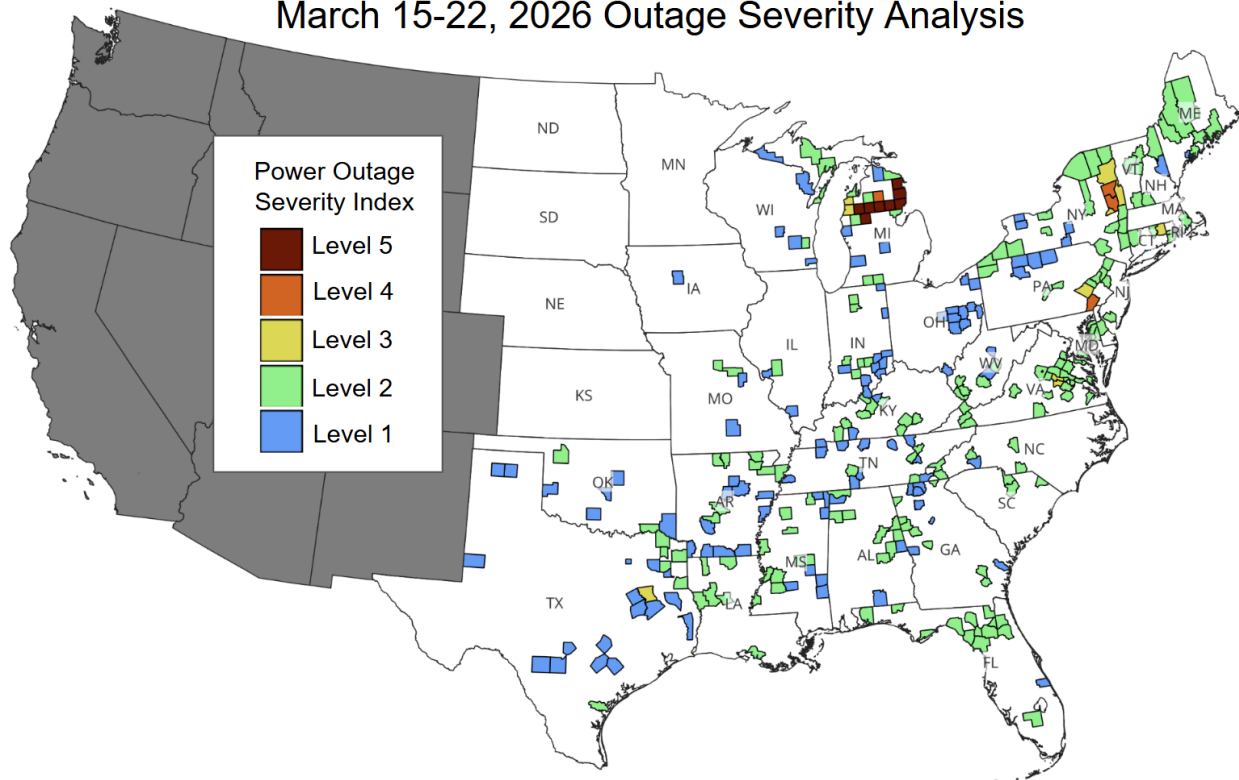 March 15-22, 2026 Outage Severity Analysis
Power Outage
Severity Index
Level 5
Level 4
Level 3
Level 2
Level 1
ND
MN
SD
WI
MI
NE
IA
IL
IN
OH
PA
NY
VT
NH
ME
MA
CT
RI
NJ
MD
WV
VA
KS
MO
KY
OK
AR
TN
NC
SC
TX
LA
MS
AL
GA
FL